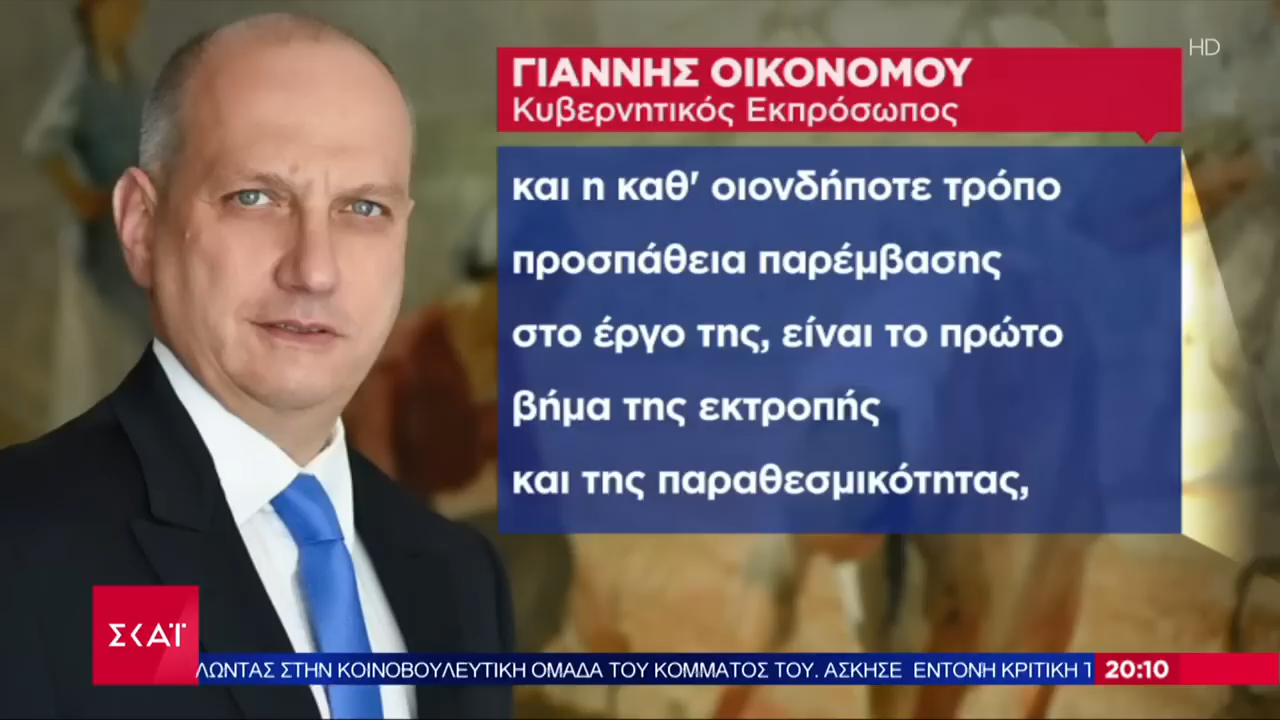 HD
ΓΙΑΝΝΗΣ ΟΙΚΟΝΟΜΟΥ
Κυβερνητικός Εκπρόσωπος
και η καθ' οιονδήποτε τρόπο
προσπάθεια παρέμβασης
στο έργο της, είναι το πρώτο
βήμα της εκτροπής
και της παραθεσμικότητας,
ΣΚΑΪ
ΛΩΝΤΑΣ ΣΤΗΝ ΚΟΙΝΟΒΟΥΛΕΥΤΙΚΗ ΟΜΑΔΑ ΤΟΥ ΚΟΜΜΑΤΟΣ ΤΟΥ. ΑΣΚΗΣΕ ΕΝΤΟΝΗ ΚΡΙΤΙΚΗ
20:10